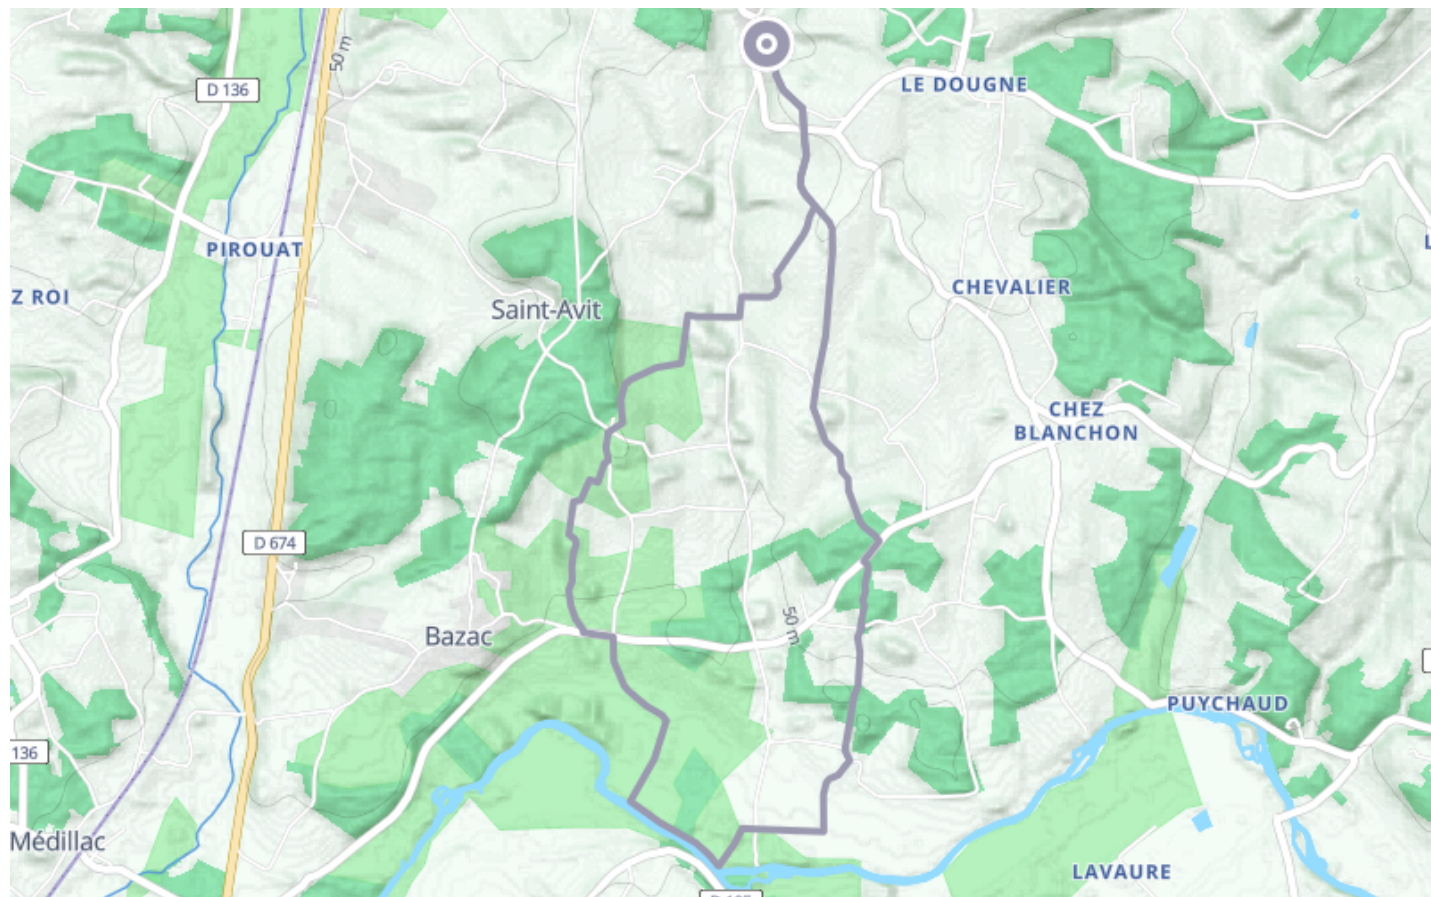 50 m
D 136
LE DOUGNE
PIROUAT
CHEVALIER
Z ROI
Saint-Avit
CHEZ
BLANCHON
D 674
50 m
Bazac
PUYCHAUD
136
Médillac
LAVAURE